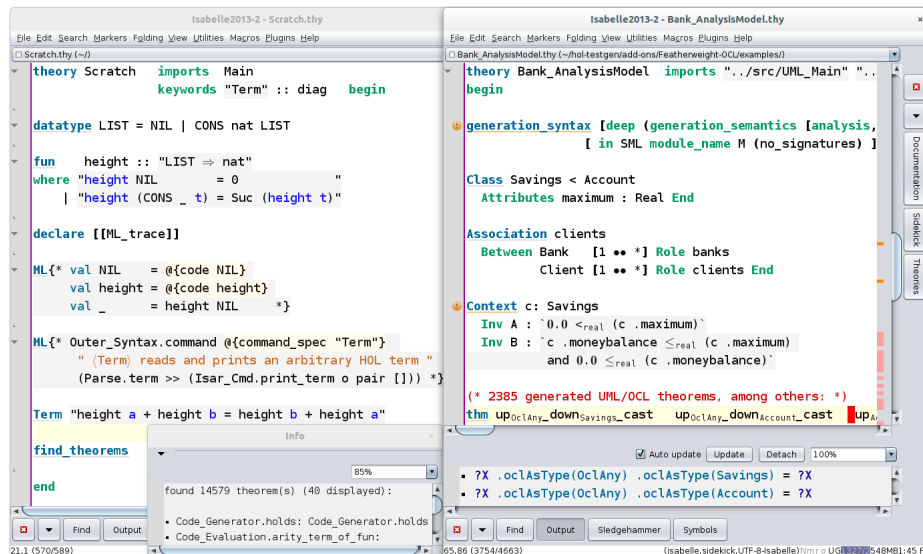 Isabelle2013-2 - Scratch.thy
File Edit Search Markers Folding View Utilities Macros Plugins Help
Scratch.thy (~/)
theory Scratch imports Main
keywords "Term" :: diag begin
datatype LIST = NIL | CONS nat LIST
fun height :: "LIST ⇒ nat"
where "height NIL = 0 "
| "height (CONS _ t) = Suc (height t)"
declare [[ML_trace]]
ML{* val NIL = @{code NIL}
val height = @{code height}
val _ = height NIL *}
ML{* Outer_Syntax.command @{command_spec "Term"}
" ⟨Term⟩ reads and prints an arbitrary HOL term "
(Parse.term >> (Isar_Cmd.print_term o pair [])) *}
Term "height a + height b = height b + height a"
find_theorems
end
Info
85%
found 14579 theorem(s) (40 displayed):
▪ Code_Generator.holds: Code_Generator.holds
▪ Code_Evaluation.arity_term_of_fun:
Find Output
21.1 (570/589)
Isabelle2013-2 - Bank_AnalysisModel.thy
File Edit Search Markers Folding View Utilities Macros Plugins Help
Bank_AnalysisModel.thy (~/hol-testgen/add-ons/Featherweight-OCL/examples/)
theory Bank_AnalysisModel imports "../src/UML_Main" "..
begin
generation_syntax [deep (generation_semantics [analysis,
[ in SML module_name M (no_signatures) ]
Class Savings < Account
Attributes maximum : Real End
Association clients
Between Bank [1 •• *] Role banks
Client [1 •• *] Role clients End
Context c: Savings
Inv A : `0.0 <real (c .maximum)`
Inv B : `c .moneybalance ≤real (c .maximum)
and 0.0 ≤real (c .moneybalance)`
(* 2385 generated UML/OCL theorems, among others: *)
thm upOclAny_downSavings_cast upOclAny_downAccount_cast upA
Auto update Update Detach 100%
▪ ?X .oclAsType(OclAny) .oclAsType(Savings) = ?X
▪ ?X .oclAsType(OclAny) .oclAsType(Account) = ?X
Find Output Sledgehammer Symbols
65,86 (3754/4663) (isabelle,sidekick,UTF-8-Isabelle)
Documentation
Sidekick
Theories